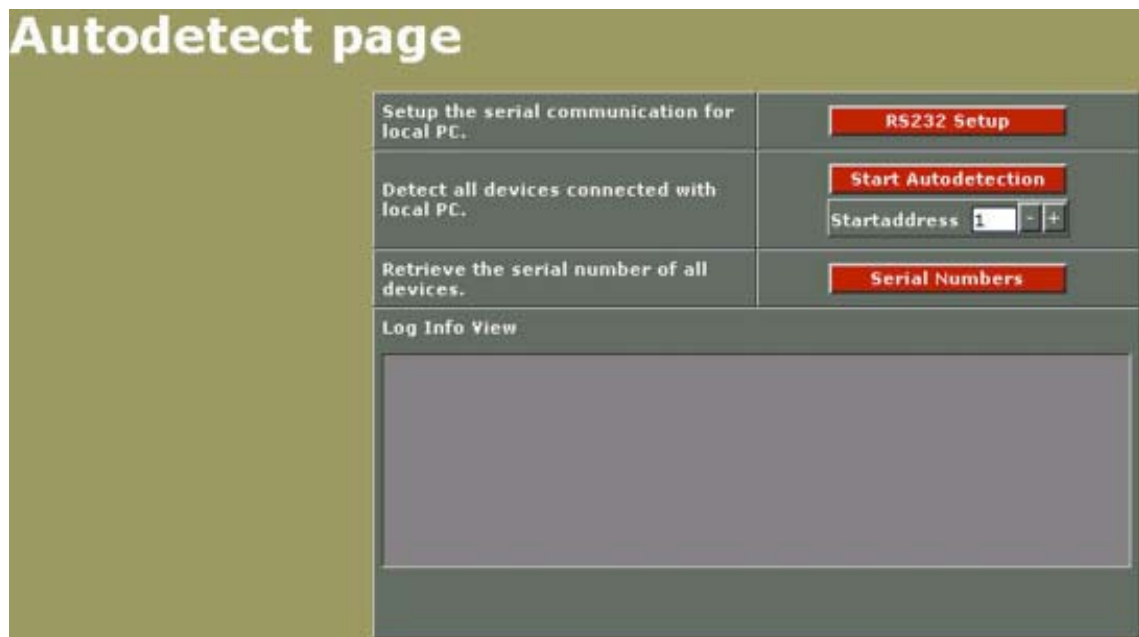 Autodetect page
Setup the serial communication for
local PC.
RS232 Setup
Detect all devices connected with
local PC.
Start Autodetection
Startaddress 1 - +
Retrieve the serial number of all
devices.
Serial Numbers
Log Info View